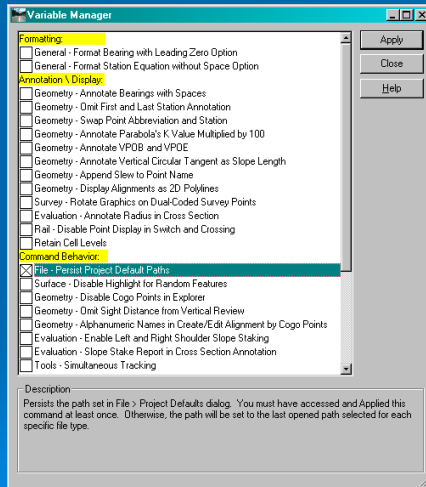 Variable Manager
Formatting:
General - Format Bearing with Leading Zero Option
General - Format Station Equation without Space Option
Annotation \ Display:
Geometry - Annotate Bearings with Spaces
Geometry - Omit First and Last Station Annotation
Geometry - Swap Point Abbreviation and Station
Geometry - Annotate Parabola's K Value Multiplied by 100
Geometry - Annotate VPOB and VPOE
Geometry - Annotate Vertical Circular Tangent as Slope Length
Geometry - Append Slew to Point Name
Geometry - Display Alignments as 2D Polylines
Survey - Rotate Graphics on Dual-Coded Survey Points
Evaluation - Annotate Radius in Cross Section
Rail - Disable Point Display in Switch and Crossing
Retain Cell Levels
Command Behavior:
File - Persist Project Default Paths
Surface - Disable Highlight for Random Features
Geometry - Disable Cogo Points in Explorer
Geometry - Omit Sight Distance from Vertical Review
Geometry - Alphanumeric Names in Create/Edit Alignment by Cogo Points
Evaluation - Enable Left and Right Shoulder Slope Staking
Evaluation - Slope Stake Report in Cross Section Annotation
Tools - Simultaneous Tracking
Apply
Close
Help
Description
Persists the path set in File > Project Defaults dialog. You must have accessed and Applied this
command at least once. Otherwise, the path will be set to the last opened path selected for each
specific file type.